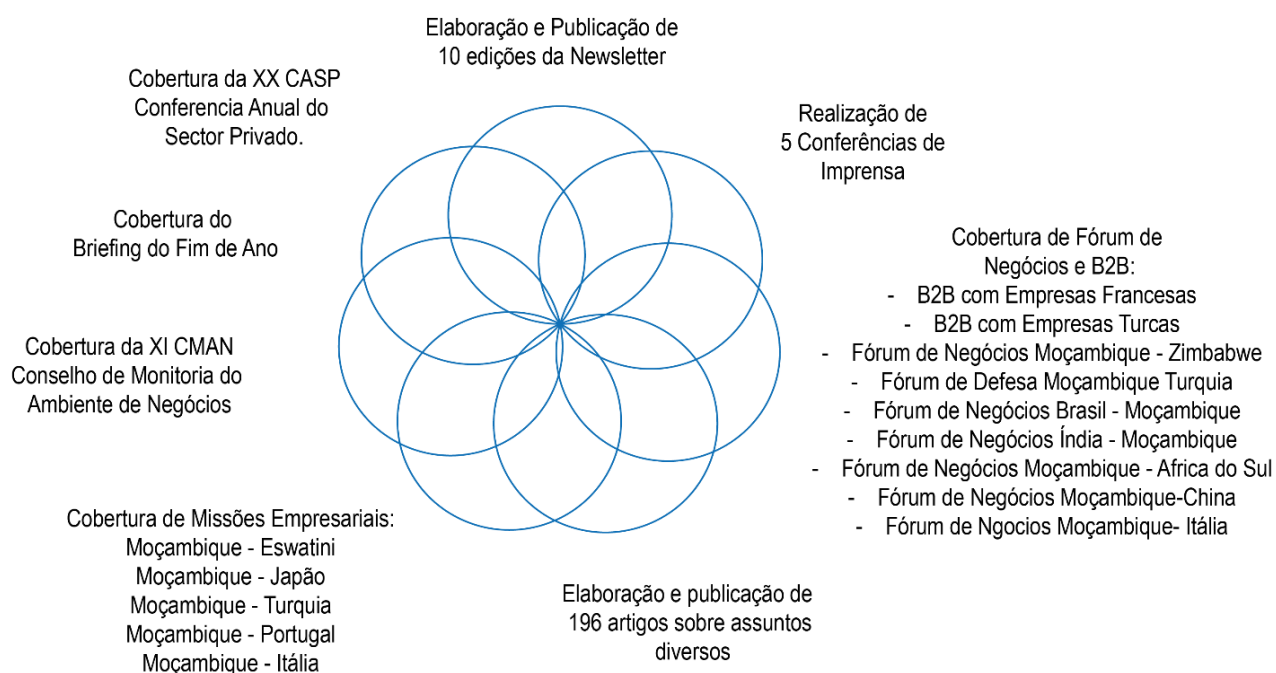 Elaboração e Publicação de
10 edições da Newsletter
Realização de
5 Conferências de
Imprensa
Cobertura de Fórum de
Negócios e B2B:
- B2B com Empresas Francesas
- B2B com Empresas Turcas
- Fórum de Negócios Moçambique - Zimbabwe
- Fórum de Defesa Moçambique Turquia
- Fórum de Negócios Brasil - Moçambique
- Fórum de Negócios Índia - Moçambique
- Fórum de Negócios Moçambique - Africa do Sul
- Fórum de Negócios Moçambique-China
- Fórum de Ngocios Moçambique- Itália
Elaboração e publicação de
196 artigos sobre assuntos
diversos
Cobertura de Missões Empresariais:
Moçambique - Eswatini
Moçambique - Japão
Moçambique - Turquia
Moçambique - Portugal
Moçambique - Itália
Cobertura da XI CMAN
Conselho de Monitoria do
Ambiente de Negócios
Cobertura do
Briefing do Fim de Ano
Cobertura da XX CASP
Conferencia Anual do
Sector Privado.